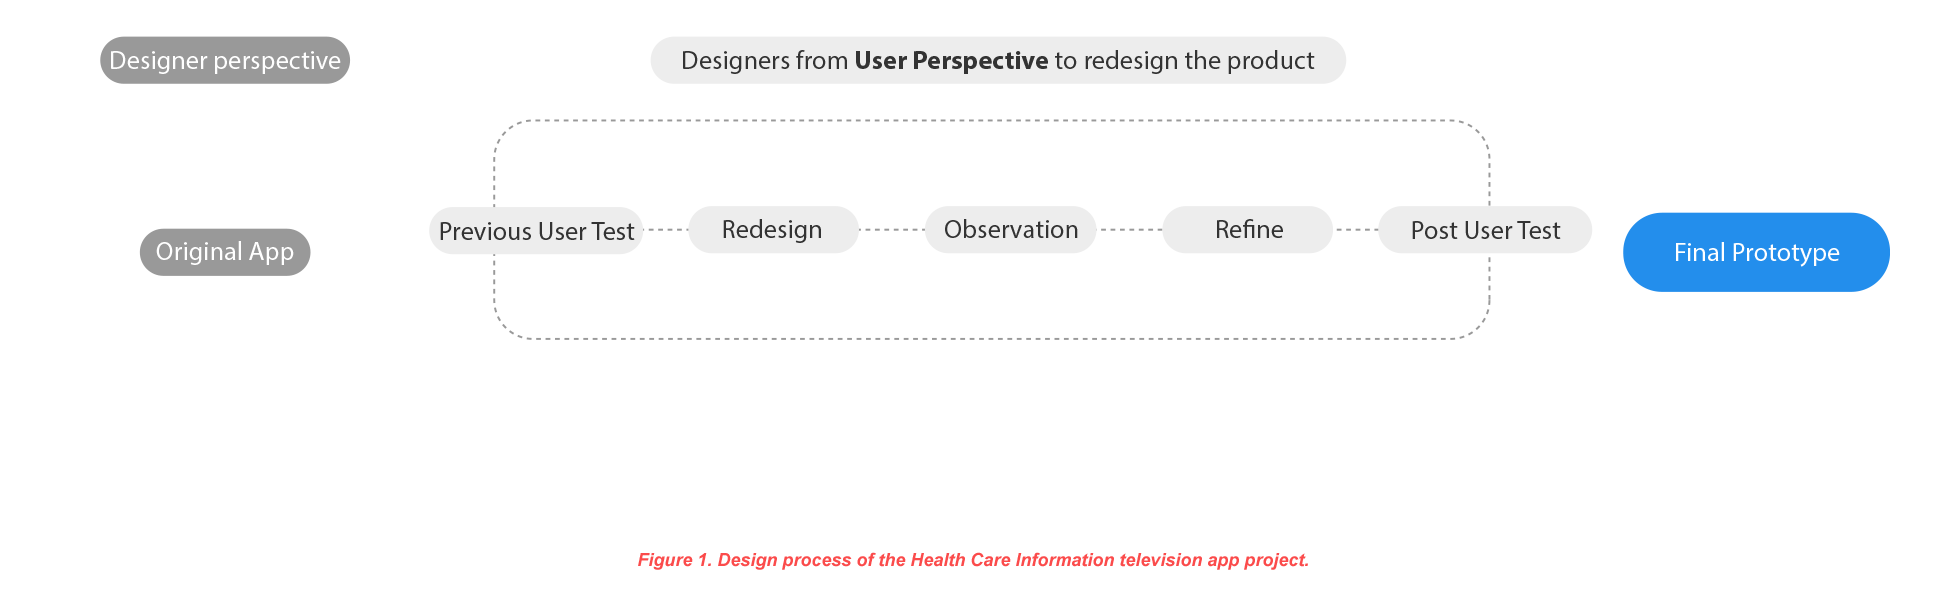 Designer perspective
Designers from User Perspective to redesign the product
Original App
Previous User Test
Redesign
Observation
Refine
Post User Test
Final Prototype
Figure 1. Design process of the Health Care Information television app project.